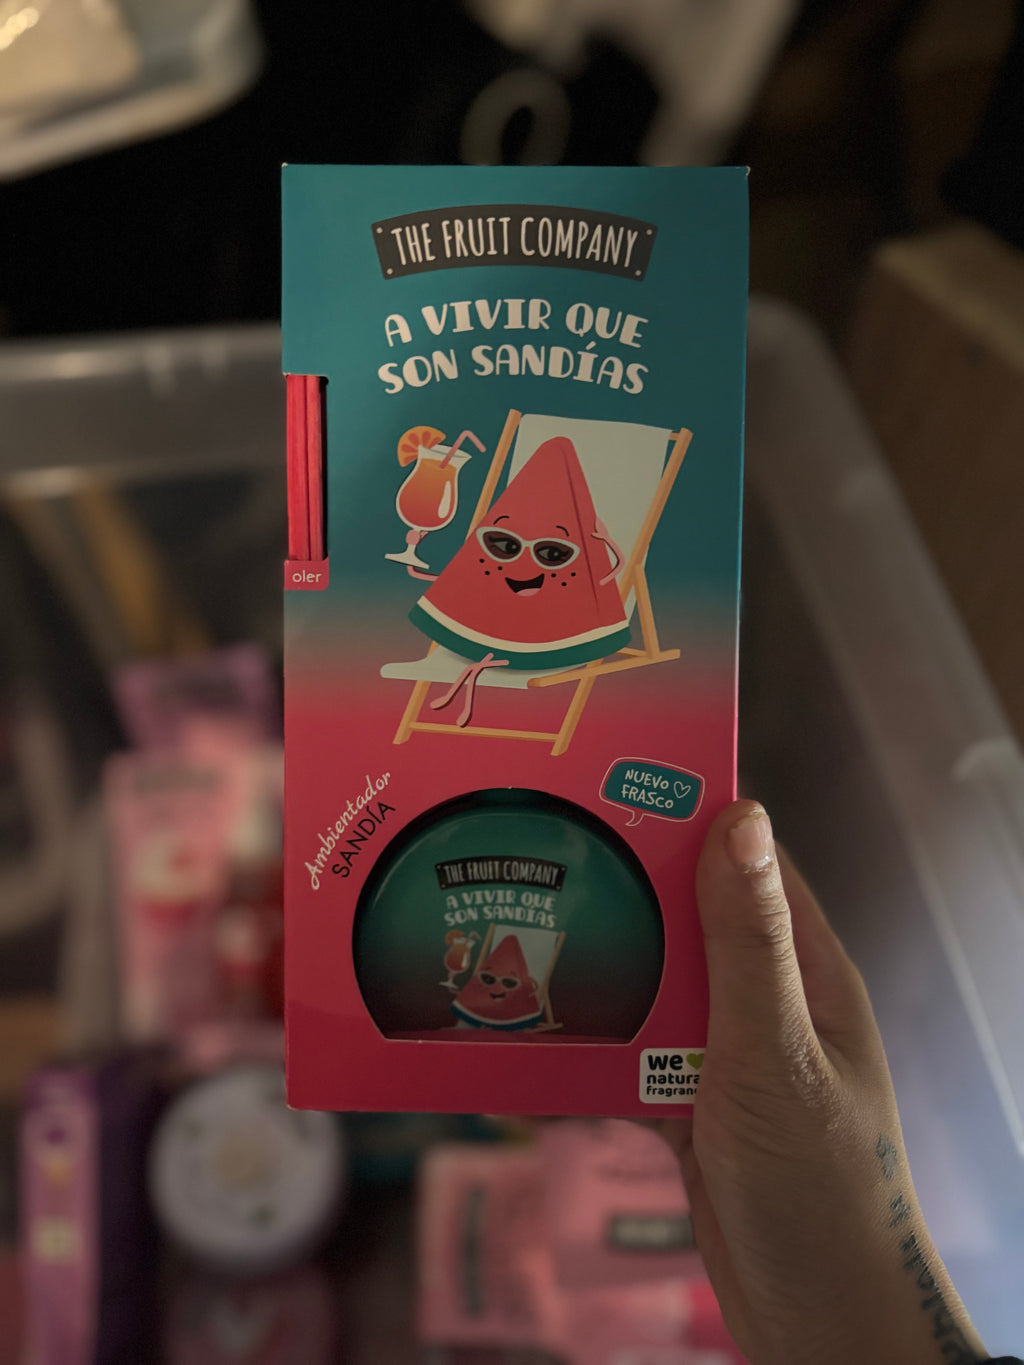 THE FRUIT COMPANY
A VIVIR QUE
SON SANDÍAS
oler
NUEVO
FRASCO
Ambientador
SANDÍA
THE FRUIT COMPANY
A VIVIR QUE
SON SANDÍAS
we
natura
fragran